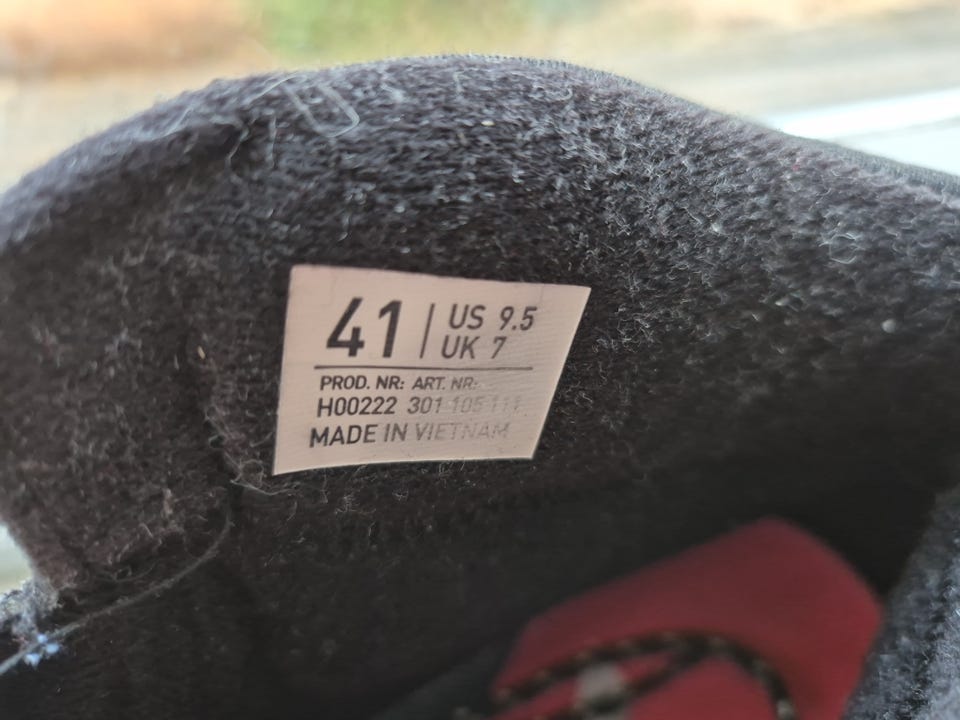 41 | US 9.5
UK 7
PROD. NR: ART. NR:
H00222 301 105 111
MADE IN VIETNAM